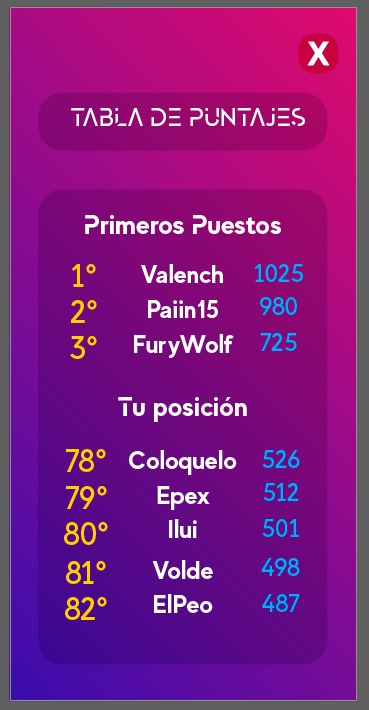 X
TABLA DE PUNTAJES
Primeros Puestos
1° Valench 1025
2° Paiin15 980
3° FuryWolf 725
Tu posición
78° Coloquelo 526
79° Epex 512
80° Ilui 501
81° Volde 498
82° ElPeo 487